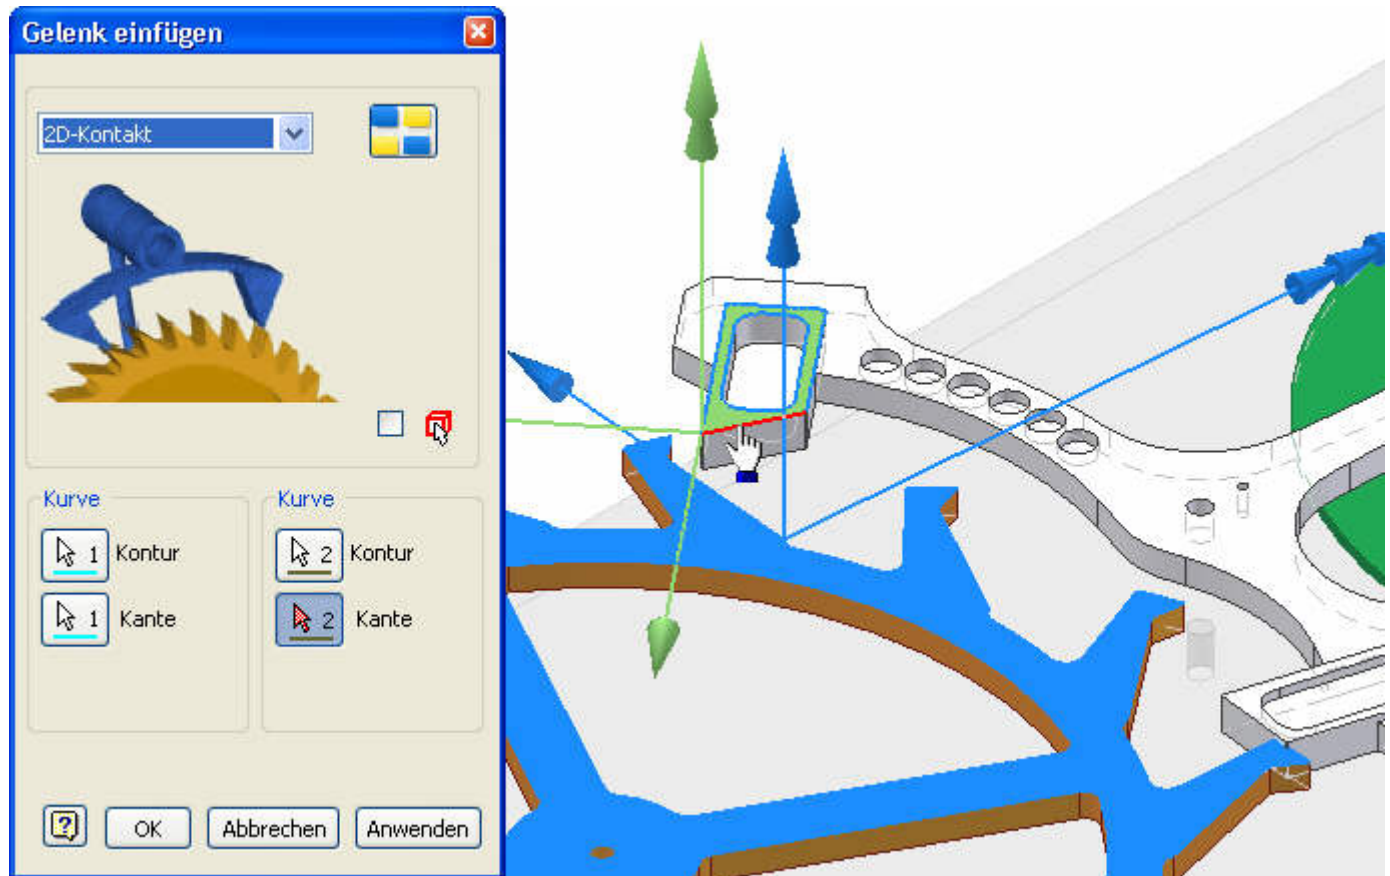 Gelenk einfügen
2D-Kontakt
Kurve
1 Kontur
1 Kante
Kurve
2 Kontur
2 Kante
?
OK
Abbrechen
Anwenden